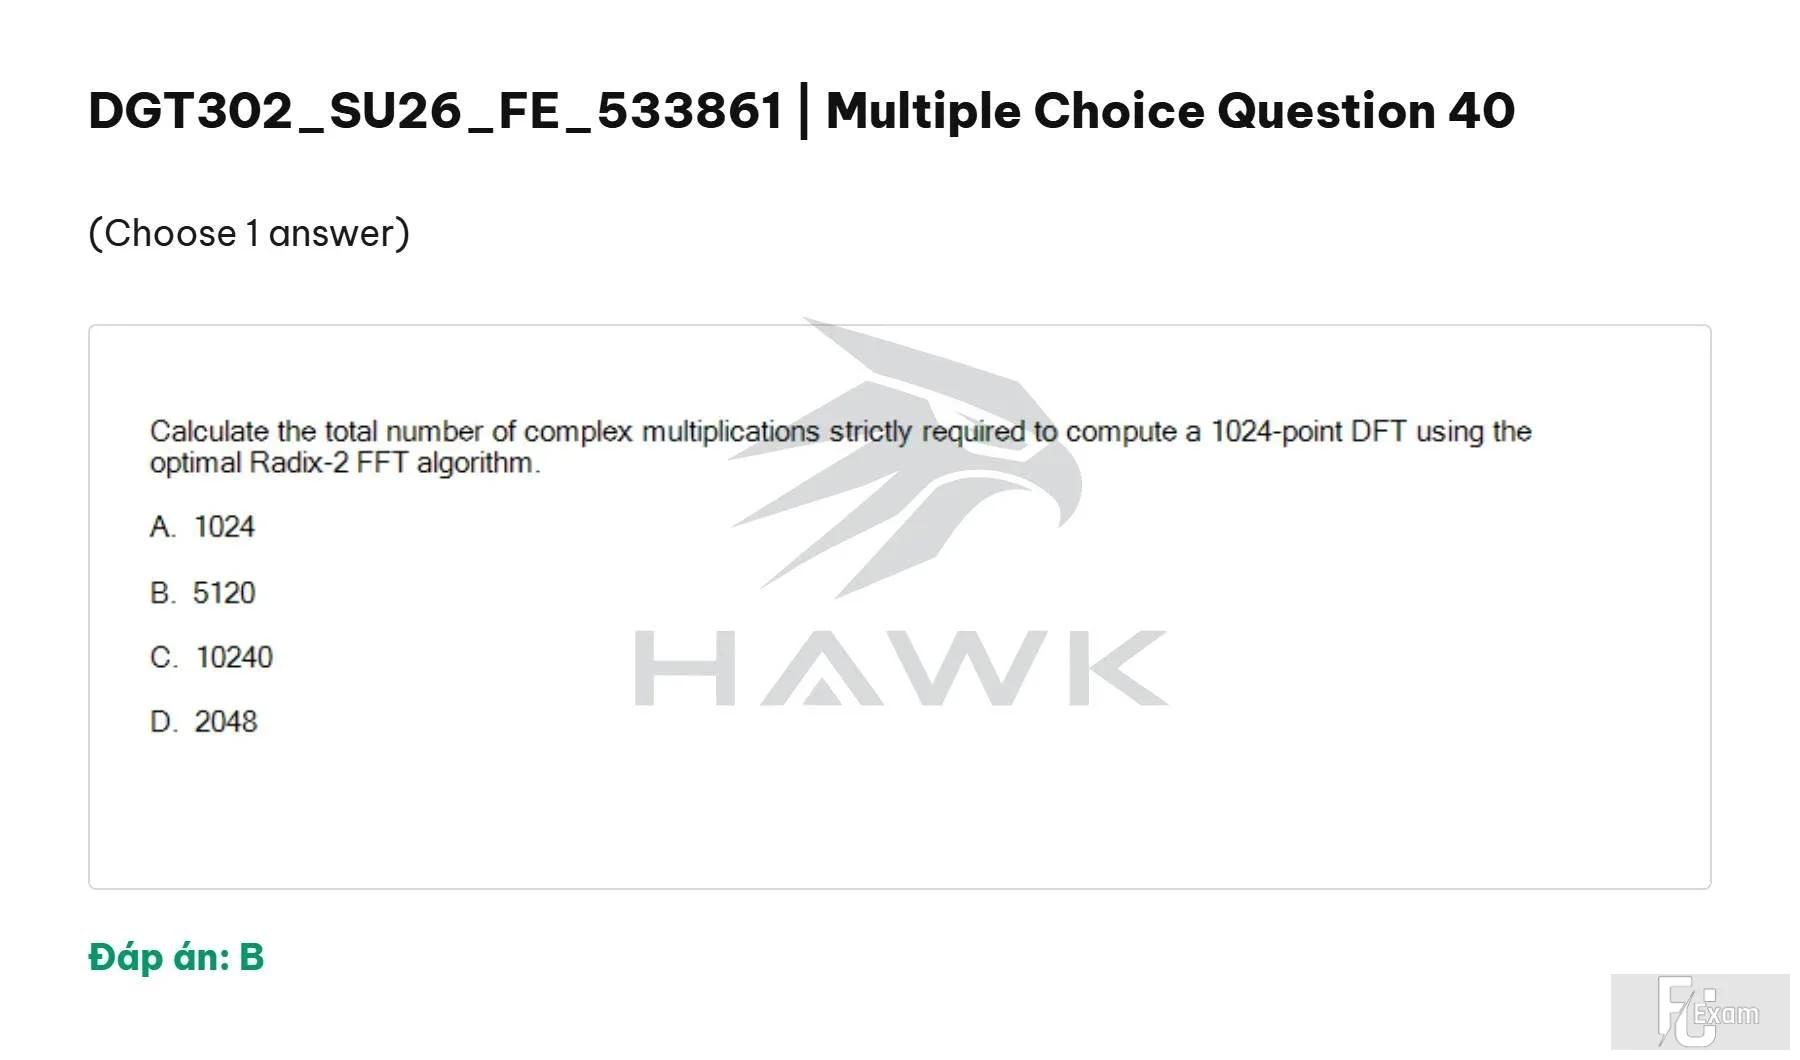 DGT302_SU26_FE_533861 | Multiple Choice Question 40
(Choose 1 answer)
Calculate the total number of complex multiplications strictly required to compute a 1024-point DFT using the
optimal Radix-2 FFT algorithm.
A. 1024
B. 5120
C. 10240
D. 2048
HAWK
Đáp án: B
FU Exam